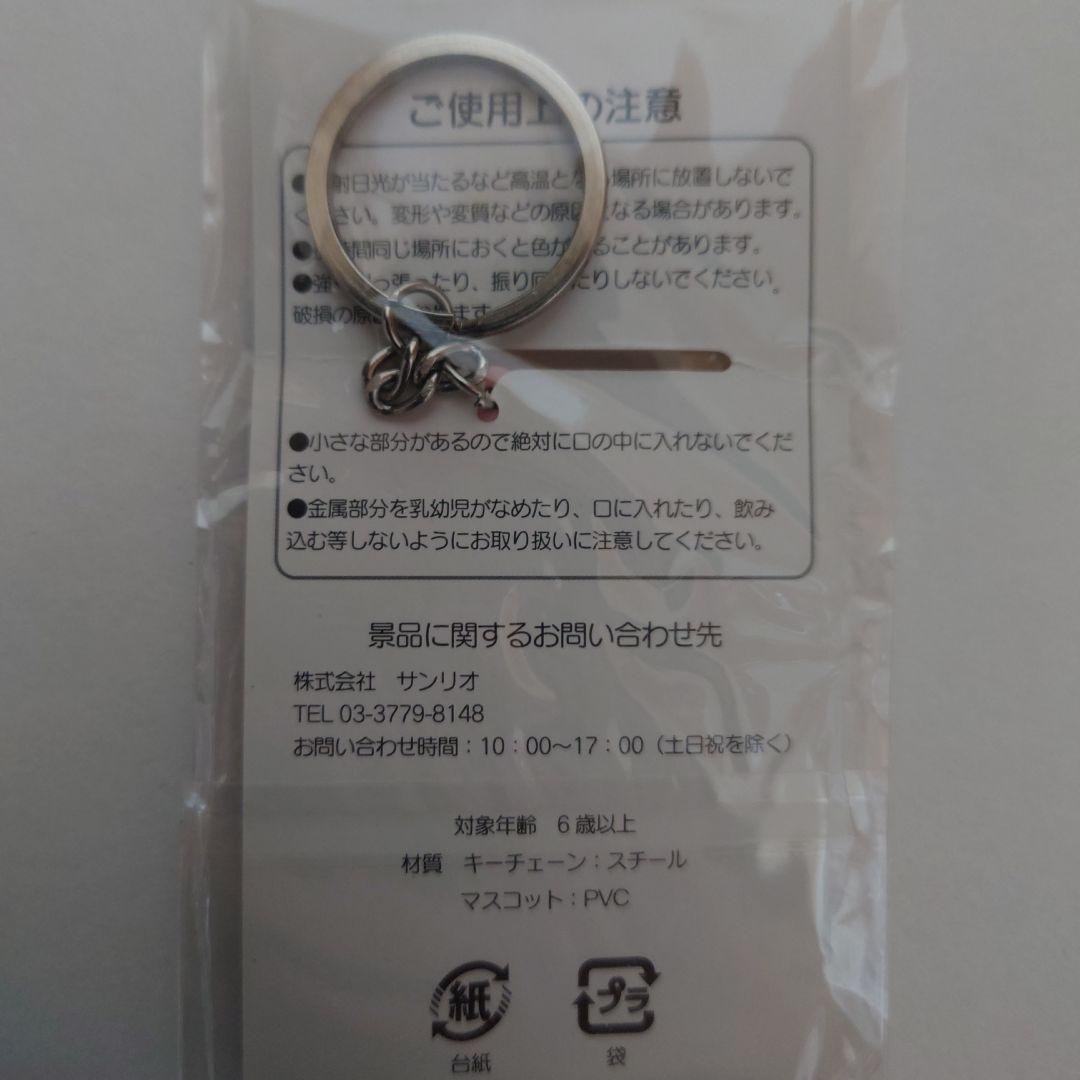 ご使用上の注意
● 射日光が当たるなど高温と 場所に放置しないで
く さい。変形や変質などの原 なる場合があります。
● 時間同じ場所におくと色が ることがあります。
●強 っ張ったり、振り回 たりしないでください。
破損の原 ます
●小さな部分があるので絶対に口の中に入れないでくだ
さい。
●金属部分を乳幼児がなめたり、口に入れたり、飲み
込む等しないようにお取り扱いに注意してください。
景品に関するお問い合わせ先
株式会社 サンリオ
TEL 03-3779-8148
お問い合わせ時間：10：00〜17：00（土日祝を除く）
対象年齢 6歳以上
材質 キーチェーン：スチール
マスコット：PVC
紙 プラ
台紙 袋